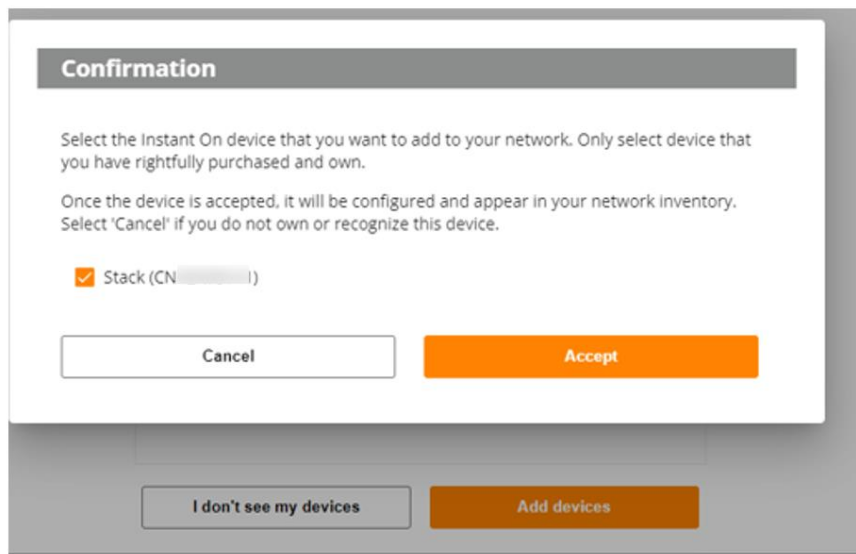 Confirmation
Select the Instant On device that you want to add to your network. Only select device that
you have rightfully purchased and own.
Once the device is accepted, it will be configured and appear in your network inventory.
Select 'Cancel' if you do not own or recognize this device.
Stack (CN 1)
Cancel Accept
I don't see my devices Add devices